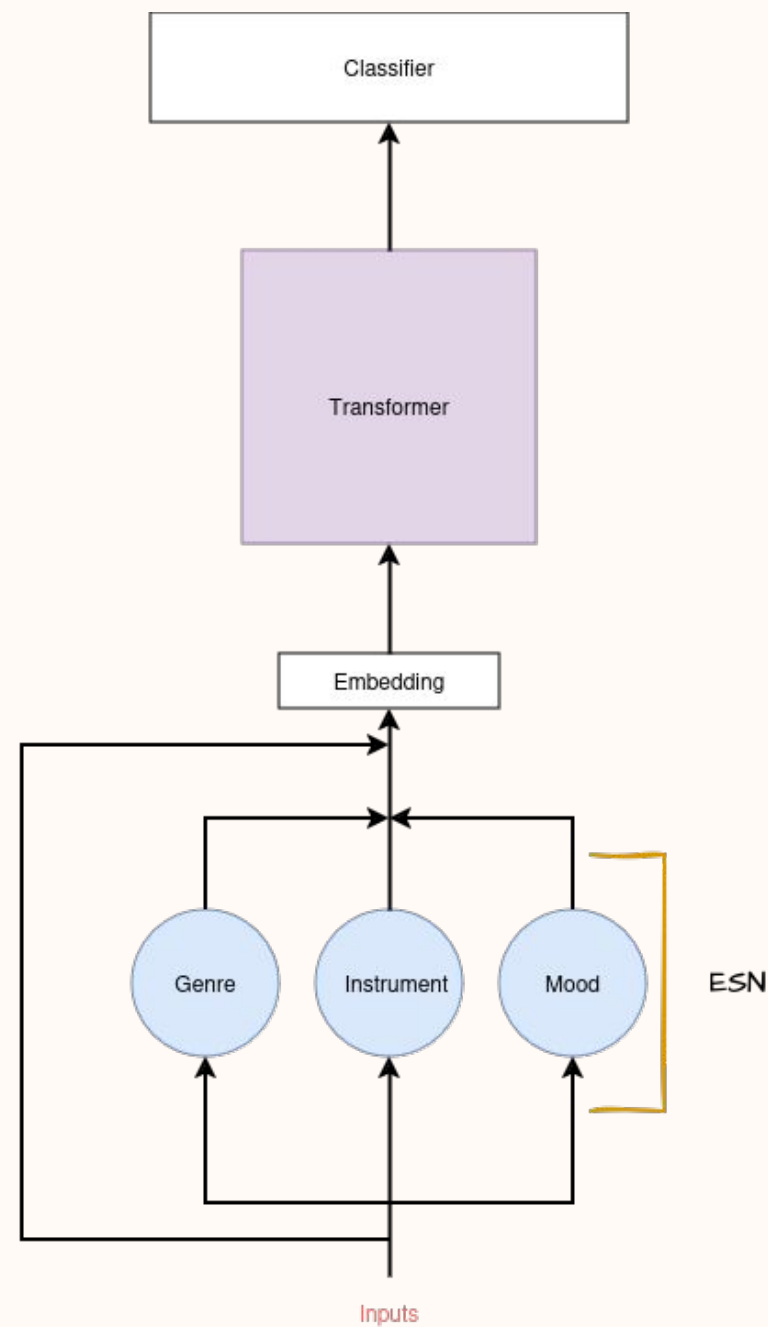 Classifier
Transformer
Embedding
Genre
Instrument
Mood
ESN
Inputs